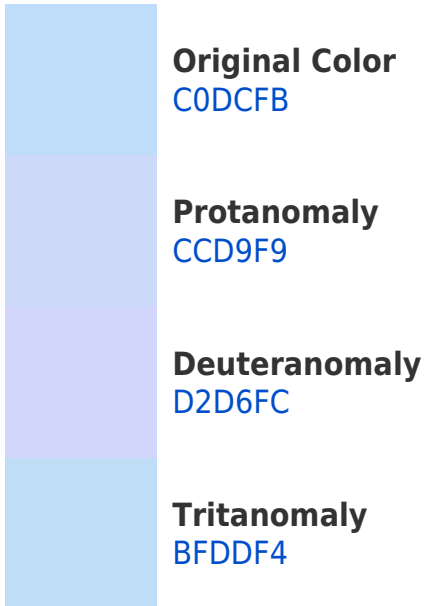 Original Color
C0DCFB
Protanomaly
CCD9F9
Deuteranomaly
D2D6FC
Tritanomaly
BFDDF4